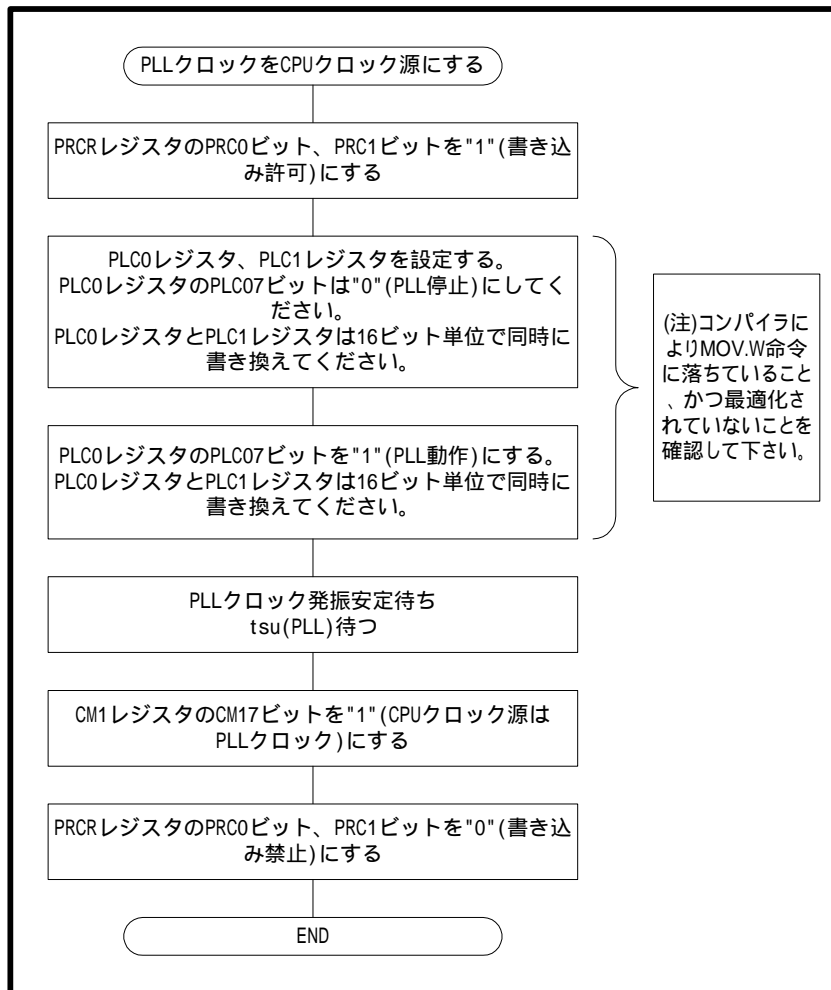 PLLクロックをCPUクロック源にする
PRCRレジスタのPRC0ビット、PRC1ビットを"1"(書き込
み許可)にする
PLC0レジスタ、PLC1レジスタを設定する。
PLC0レジスタのPLC07ビットは"0"(PLL停止)にしてく
ださい。
PLC0レジスタとPLC1レジスタは16ビット単位で同時に
書き換えてください。
(注)コンパイラに
よりMOV.W命令
に落ちていること
、かつ最適化さ
れていないことを
確認して下さい。
PLC0レジスタのPLC07ビットを"1"(PLL動作)にする。
PLC0レジスタとPLC1レジスタは16ビット単位で同時に
書き換えてください。
PLLクロック発振安定待ち
tsu(PLL)待つ
CM1レジスタのCM17ビットを"1"(CPUクロック源は
PLLクロック)にする
PRCRレジスタのPRC0ビット、PRC1ビットを"0"(書き込
み禁止)にする
END